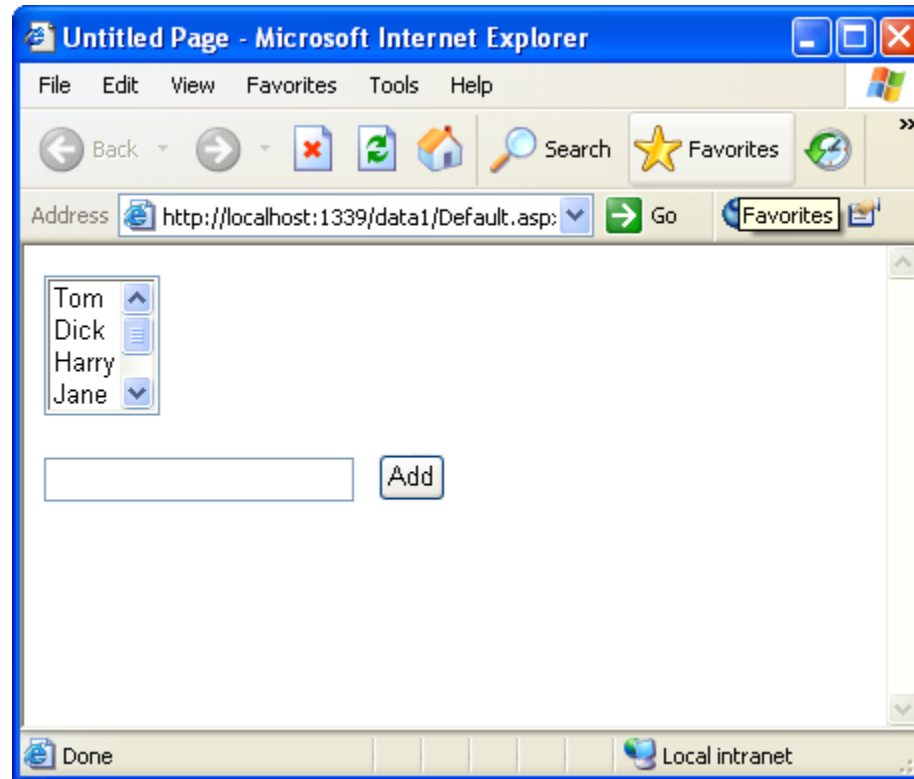 Untitled Page - Microsoft Internet Explorer
File Edit View Favorites Tools Help
Back Search Favorites »
Address http://localhost:1339/data1/Default.asp Go Favorites
Tom
Dick
Harry
Jane
Add
Done Local intranet